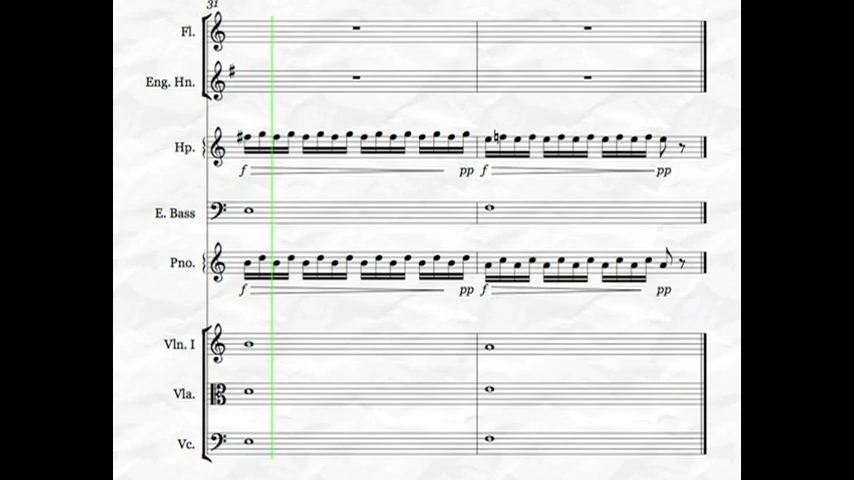 31
Fl.
Eng. Hn.
Hp.
f pp f pp
E. Bass
Pno.
f pp f pp
Vln. I
Vla.
Vc.